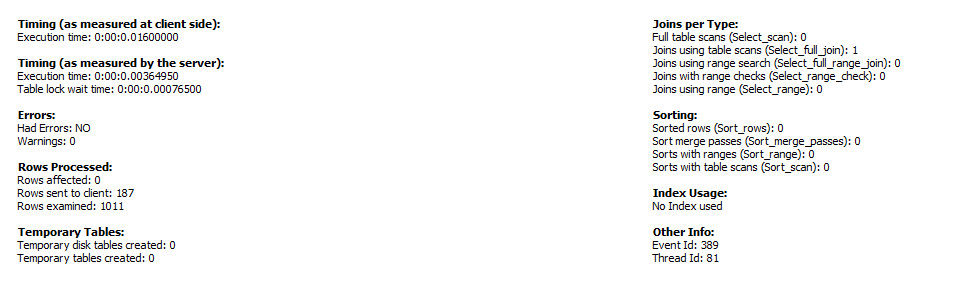 Timing (as measured at client side):
Execution time: 0:00:0.01600000
Timing (as measured by the server):
Execution time: 0:00:0.00364950
Table lock wait time: 0:00:0.00076500
Errors:
Had Errors: NO
Warnings: 0
Rows Processed:
Rows affected: 0
Rows sent to client: 187
Rows examined: 1011
Temporary Tables:
Temporary disk tables created: 0
Temporary tables created: 0
Joins per Type:
Full table scans (Select_scan): 0
Joins using table scans (Select_full_join): 1
Joins using range search (Select_full_range_join): 0
Joins with range checks (Select_range_check): 0
Joins using range (Select_range): 0
Sorting:
Sorted rows (Sort_rows): 0
Sort merge passes (Sort_merge_passes): 0
Sorts with ranges (Sort_range): 0
Sorts with table scans (Sort_scan): 0
Index Usage:
No Index used
Other Info:
Event Id: 389
Thread Id: 81